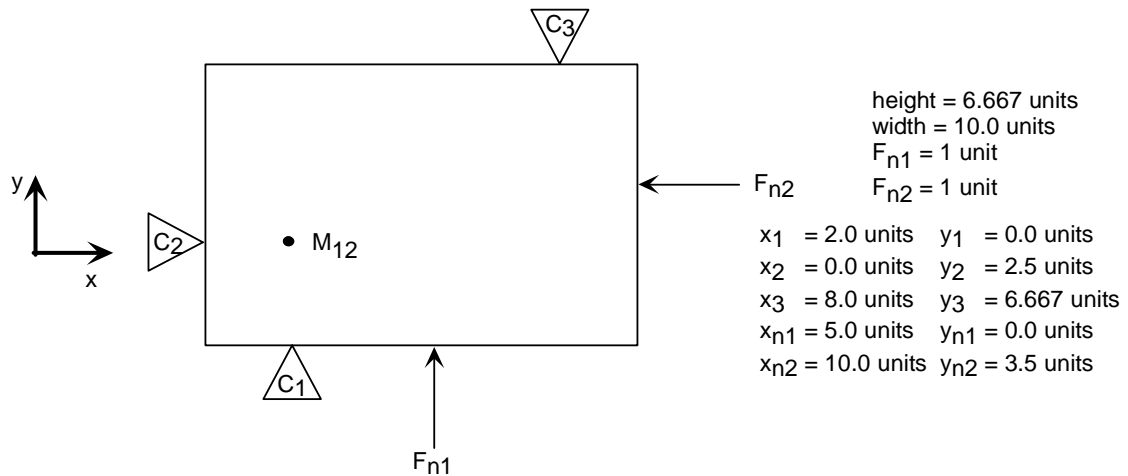 C3
height = 6.667 units
width = 10.0 units
Fn1 = 1 unit
Fn2 = 1 unit
y
Fn2
C2
M12
x
x1 = 2.0 units y1 = 0.0 units
x2 = 0.0 units y2 = 2.5 units
x3 = 8.0 units y3 = 6.667 units
xn1 = 5.0 units yn1 = 0.0 units
xn2 = 10.0 units yn2 = 3.5 units
C1
Fn1